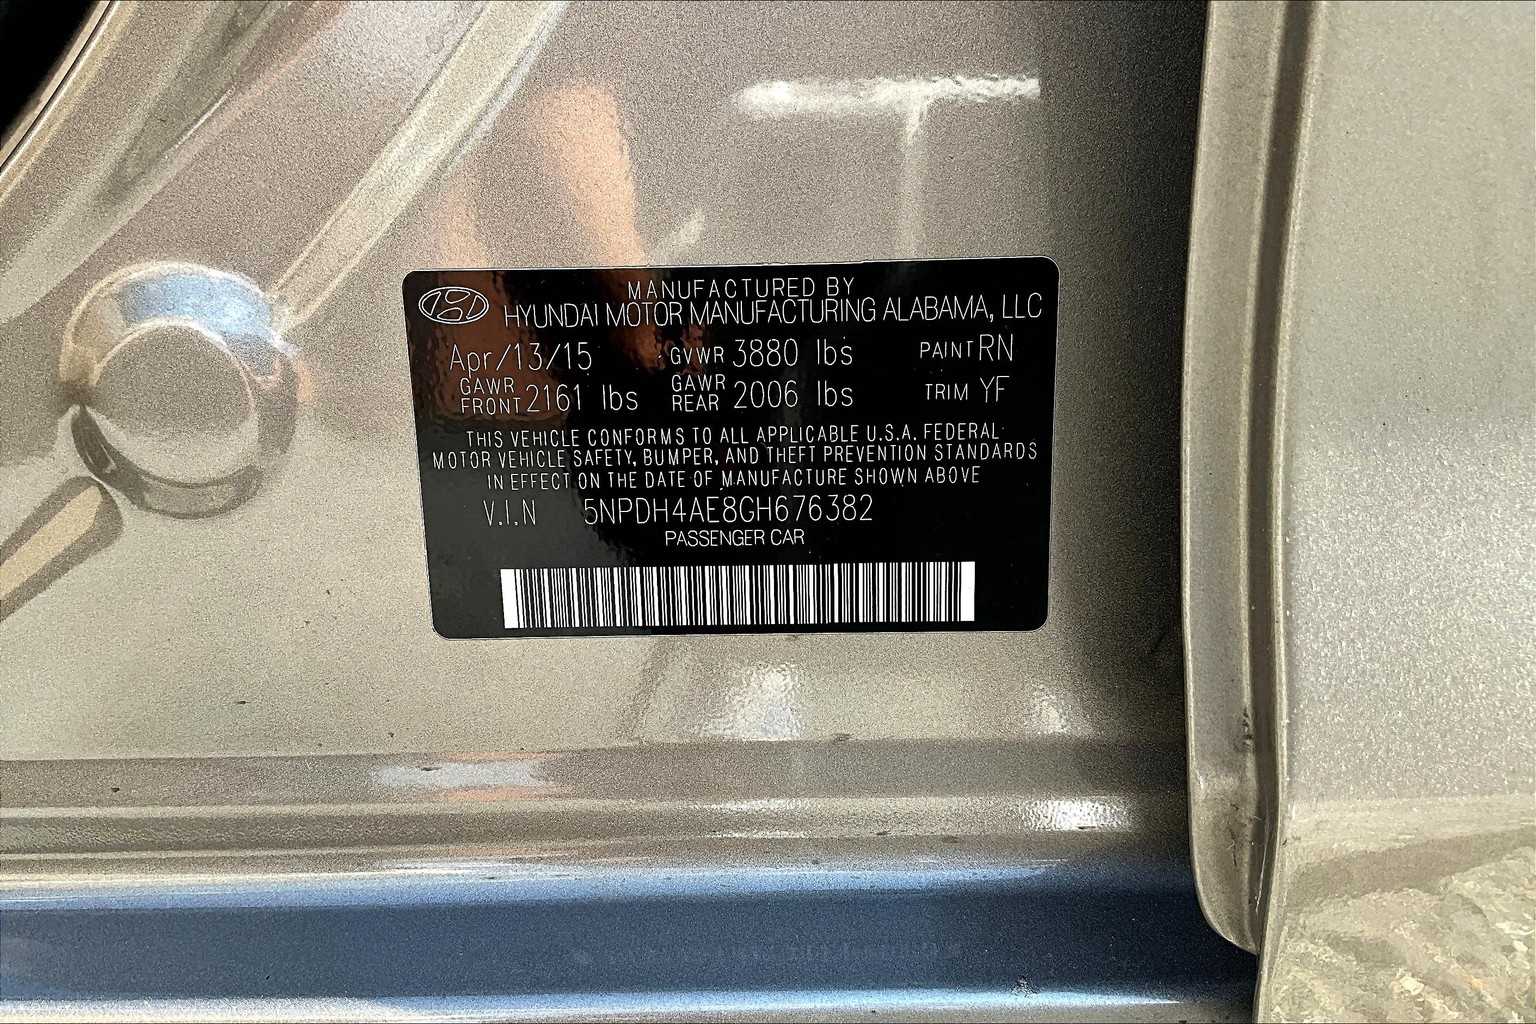 MANUFACTURED BY
HYUNDAI MOTOR MANUFACTURING ALABAMA, LLC
Apr/13/15 GVWR 3880 lbs PAINT RN
GAWR FRONT 2161 lbs GAWR REAR 2006 lbs TRIM YF
THIS VEHICLE CONFORMS TO ALL APPLICABLE U.S.A. FEDERAL
MOTOR VEHICLE SAFETY, BUMPER, AND THEFT PREVENTION STANDARDS
IN EFFECT ON THE DATE OF MANUFACTURE SHOWN ABOVE
V.I.N 5NPDH4AE8GH676382
PASSENGER CAR